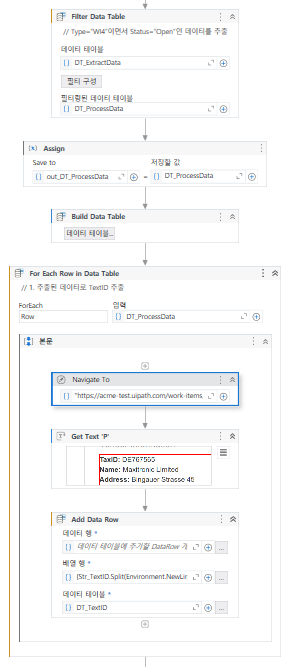 Filter Data Table
// Type="WI4"이면서 Status="Open"인 데이터를 추출
데이터 테이블
DT_ExtractData
필터 구성
필터링된 데이터 테이블
DT_ProcessData
Assign
Save to 저장할 값
out_DT_ProcessData = DT_ProcessData
Build Data Table
데이터 테이블...
For Each Row in Data Table
// 1. 추출된 데이터로 TextID 추출
ForEach 입력
Row DT_ProcessData
본문
Navigate To
"https://acme-test.uipath.com/work-items
Get Text 'P'
TaxID: DE767565
Name: Maxitronic Limited
Address: Bingauer Strasse 45
Add Data Row
데이터 행 *
데이터 테이블에 추가할 DataRow
배열 행 *
{Str_TextID.Split(Environment.NewLin
데이터 테이블 *
DT_TextID